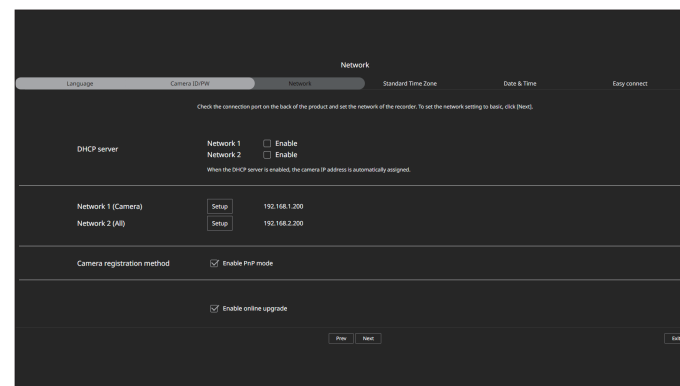 Network
Language Camera ID/PW Network Standard Time Zone Date & Time Easy connect
Check the connection port on the back of the product and set the network of the recorder. To set the network setting to basic, click [Next].
DHCP server
Network 1 Enable
Network 2 Enable
When the DHCP server is enabled, the camera IP address is automatically assigned.
Network 1 (Camera) Setup 192.168.1.200
Network 2 (All) Setup 192.168.2.200
Camera registration method Enable PnP mode
Enable online upgrade
Prev Next Exit